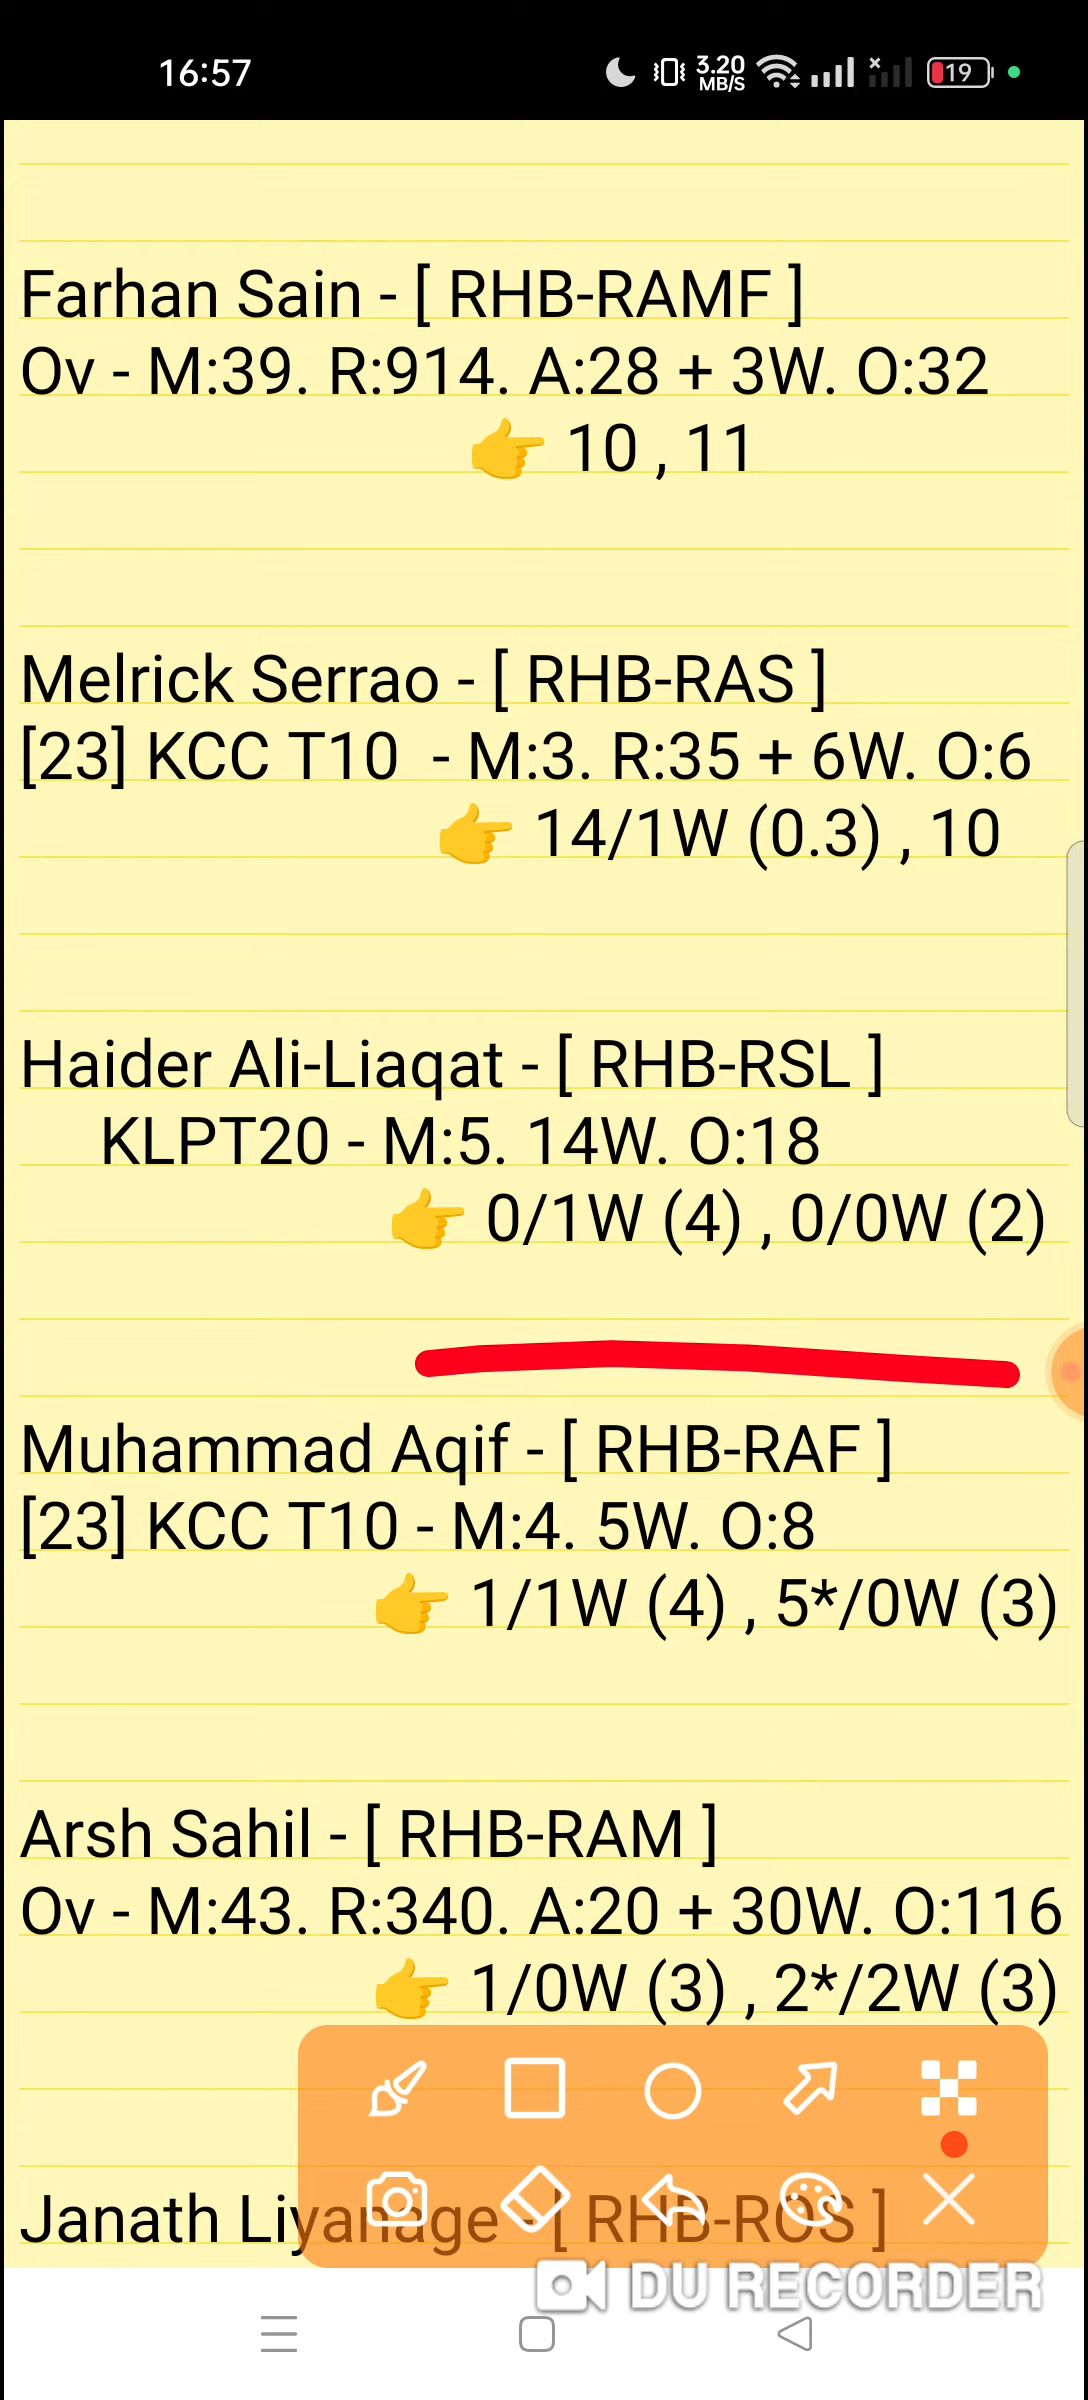 16:57 3.20 MB/S 19
Farhan Sain - [ RHB-RAMF ]
Ov - M:39. R:914. A:28 + 3W. O:32
👉 10 , 11
Melrick Serrao - [ RHB-RAS ]
[23] KCC T10 - M:3. R:35 + 6W. O:6
👉 14/1W (0.3) , 10
Haider Ali-Liaqat - [ RHB-RSL ]
KLPT20 - M:5. 14W. O:18
👉 0/1W (4) , 0/0W (2)
Muhammad Aqif - [ RHB-RAF ]
[23] KCC T10 - M:4. 5W. O:8
👉 1/1W (4) , 5*/0W (3)
Arsh Sahil - [ RHB-RAM ]
Ov - M:43. R:340. A:20 + 30W. O:116
👉 1/0W (3) , 2*/2W (3)
Janath Liyanage - [ RHB-ROS ]
DU RECORDER